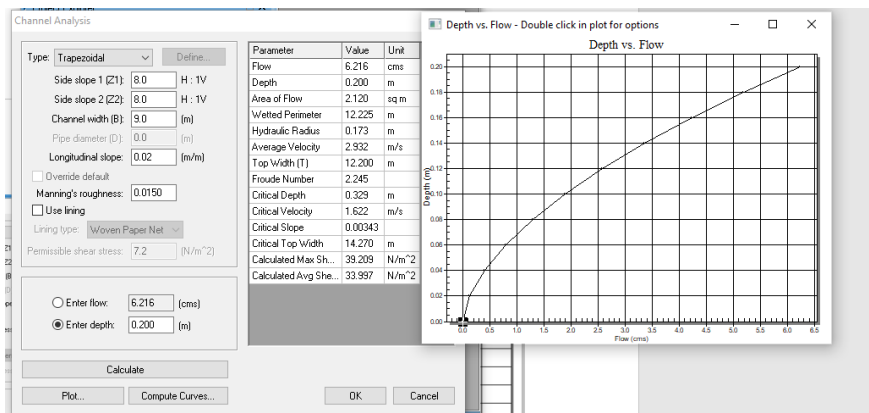 Channel Analysis
Type: Trapezoidal Define...
Side slope 1 (Z1): 8.0 H : 1V
Side slope 2 (Z2): 8.0 H : 1V
Channel width (B): 9.0 (m)
Pipe diameter (D): 0.0 (m)
Longitudinal slope: 0.02 (m/m)
Override default
Manning's roughness: 0.0150
Use lining
Lining type: Woven Paper Net
Permissible shear stress: 7.2 (N/m^2)
Enter flow: 6.216 (cms)
Enter depth: 0.200 (m)
Calculate
Plot... Compute Curves... OK Cancel
Parameter Value Unit
Flow 6.216 cms
Depth 0.200 m
Area of Flow 2.120 sq m
Wetted Perimeter 12.225 m
Hydraulic Radius 0.173 m
Average Velocity 2.932 m/s
Top Width (T) 12.200 m
Froude Number 2.245
Critical Depth 0.329 m
Critical Velocity 1.622 m/s
Critical Slope 0.00343
Critical Top Width 14.270 m
Calculated Max Sh... 39.209 N/m^2
Calculated Avg She... 33.997 N/m^2
Depth vs. Flow - Double click in plot for options
Depth vs. Flow
Depth (m)
0.20
0.18
0.16
0.14
0.12
0.10
0.08
0.06
0.04
0.02
0.00
0.0 0.5 1.0 1.5 2.0 2.5 3.0 3.5 4.0 4.5 5.0 5.5 6.0 6.5
Flow (cms)